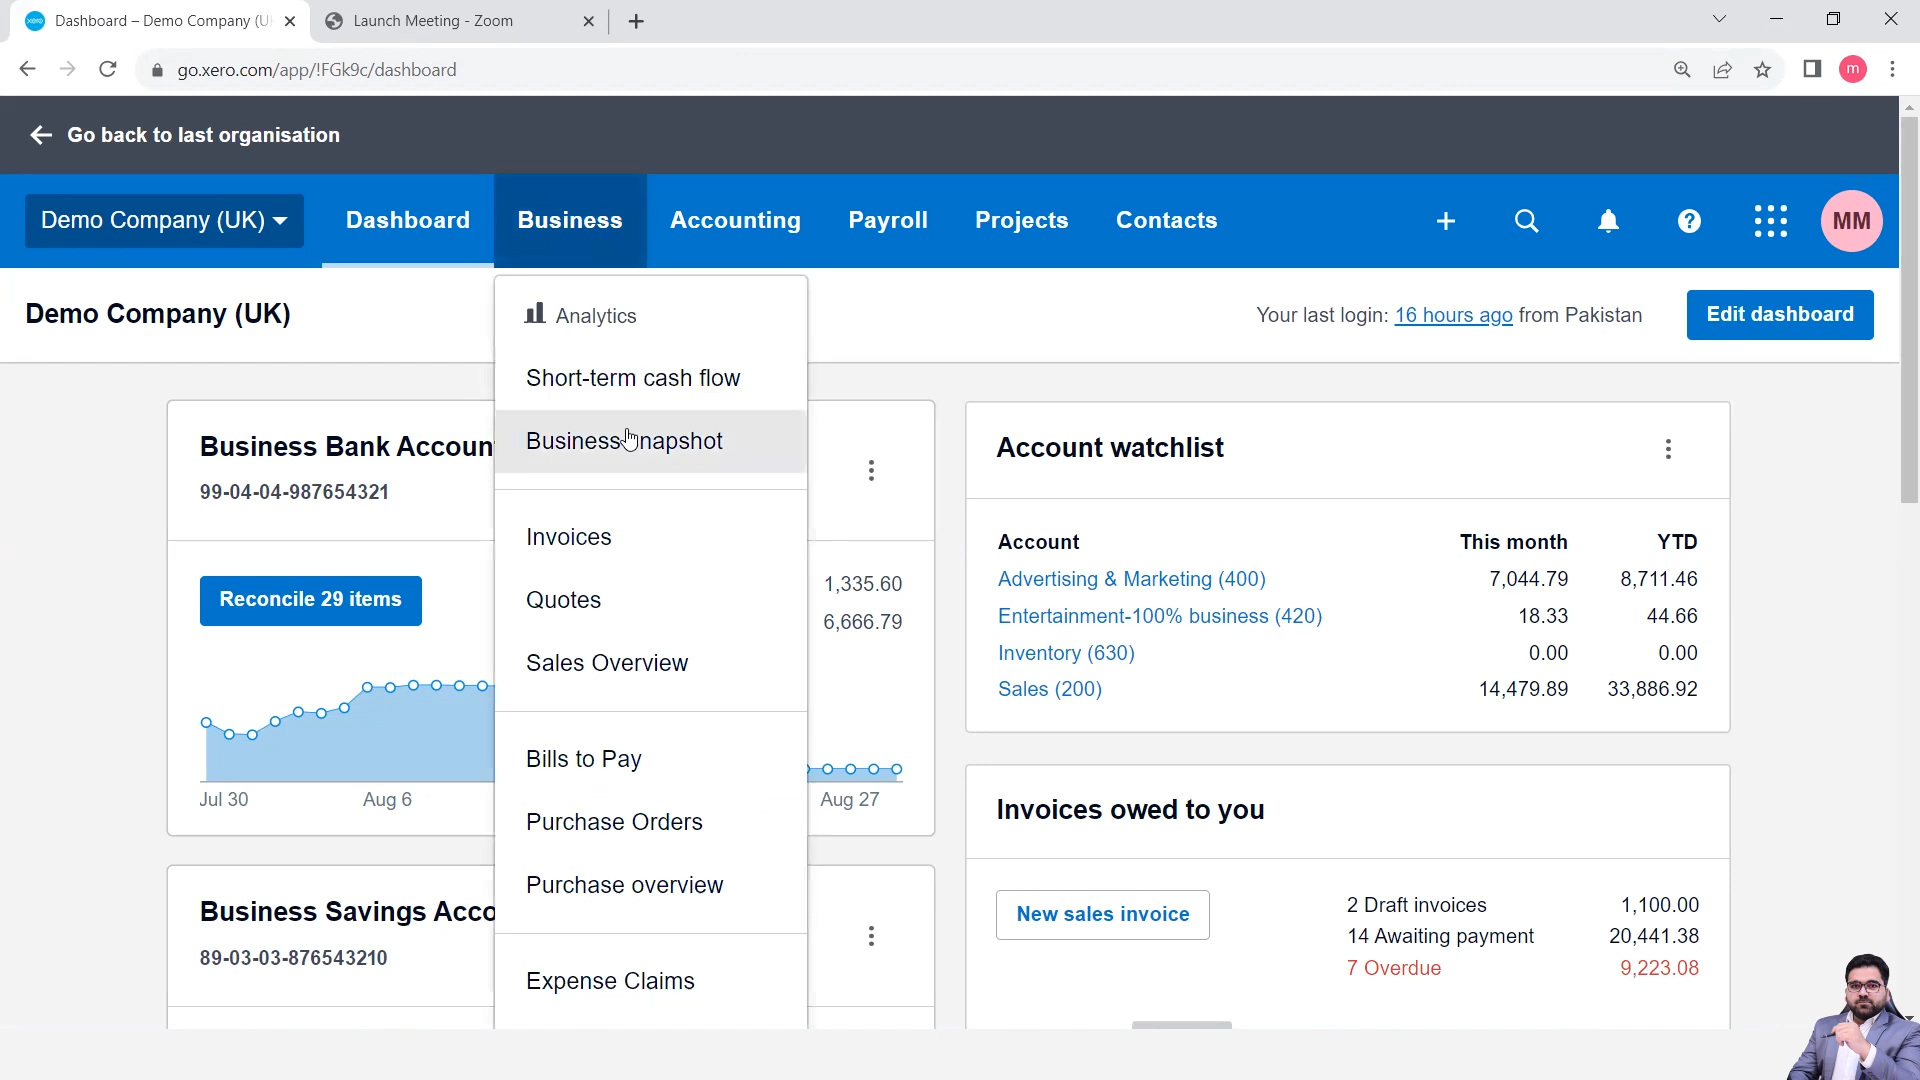 Dashboard – Demo Company (U
Launch Meeting - Zoom
go.xero.com/app/!FGk9c/dashboard
m
Go back to last organisation
Demo Company (UK)
Dashboard
Business
Accounting
Payroll
Projects
Contacts
MM
Demo Company (UK)
Your last login: 16 hours ago from Pakistan
Edit dashboard
Analytics
Short-term cash flow
Business snapshot
Invoices
Quotes
Sales Overview
Bills to Pay
Purchase Orders
Purchase overview
Expense Claims
Business Bank Accoun
99-04-04-987654321
Reconcile 29 items
1,335.60
6,666.79
Jul 30
Aug 6
Aug 27
Business Savings Acco
89-03-03-876543210
Account watchlist
Account This month YTD
Advertising & Marketing (400) 7,044.79 8,711.46
Entertainment-100% business (420) 18.33 44.66
Inventory (630) 0.00 0.00
Sales (200) 14,479.89 33,886.92
Invoices owed to you
New sales invoice
2 Draft invoices 1,100.00
14 Awaiting payment 20,441.38
7 Overdue 9,223.08